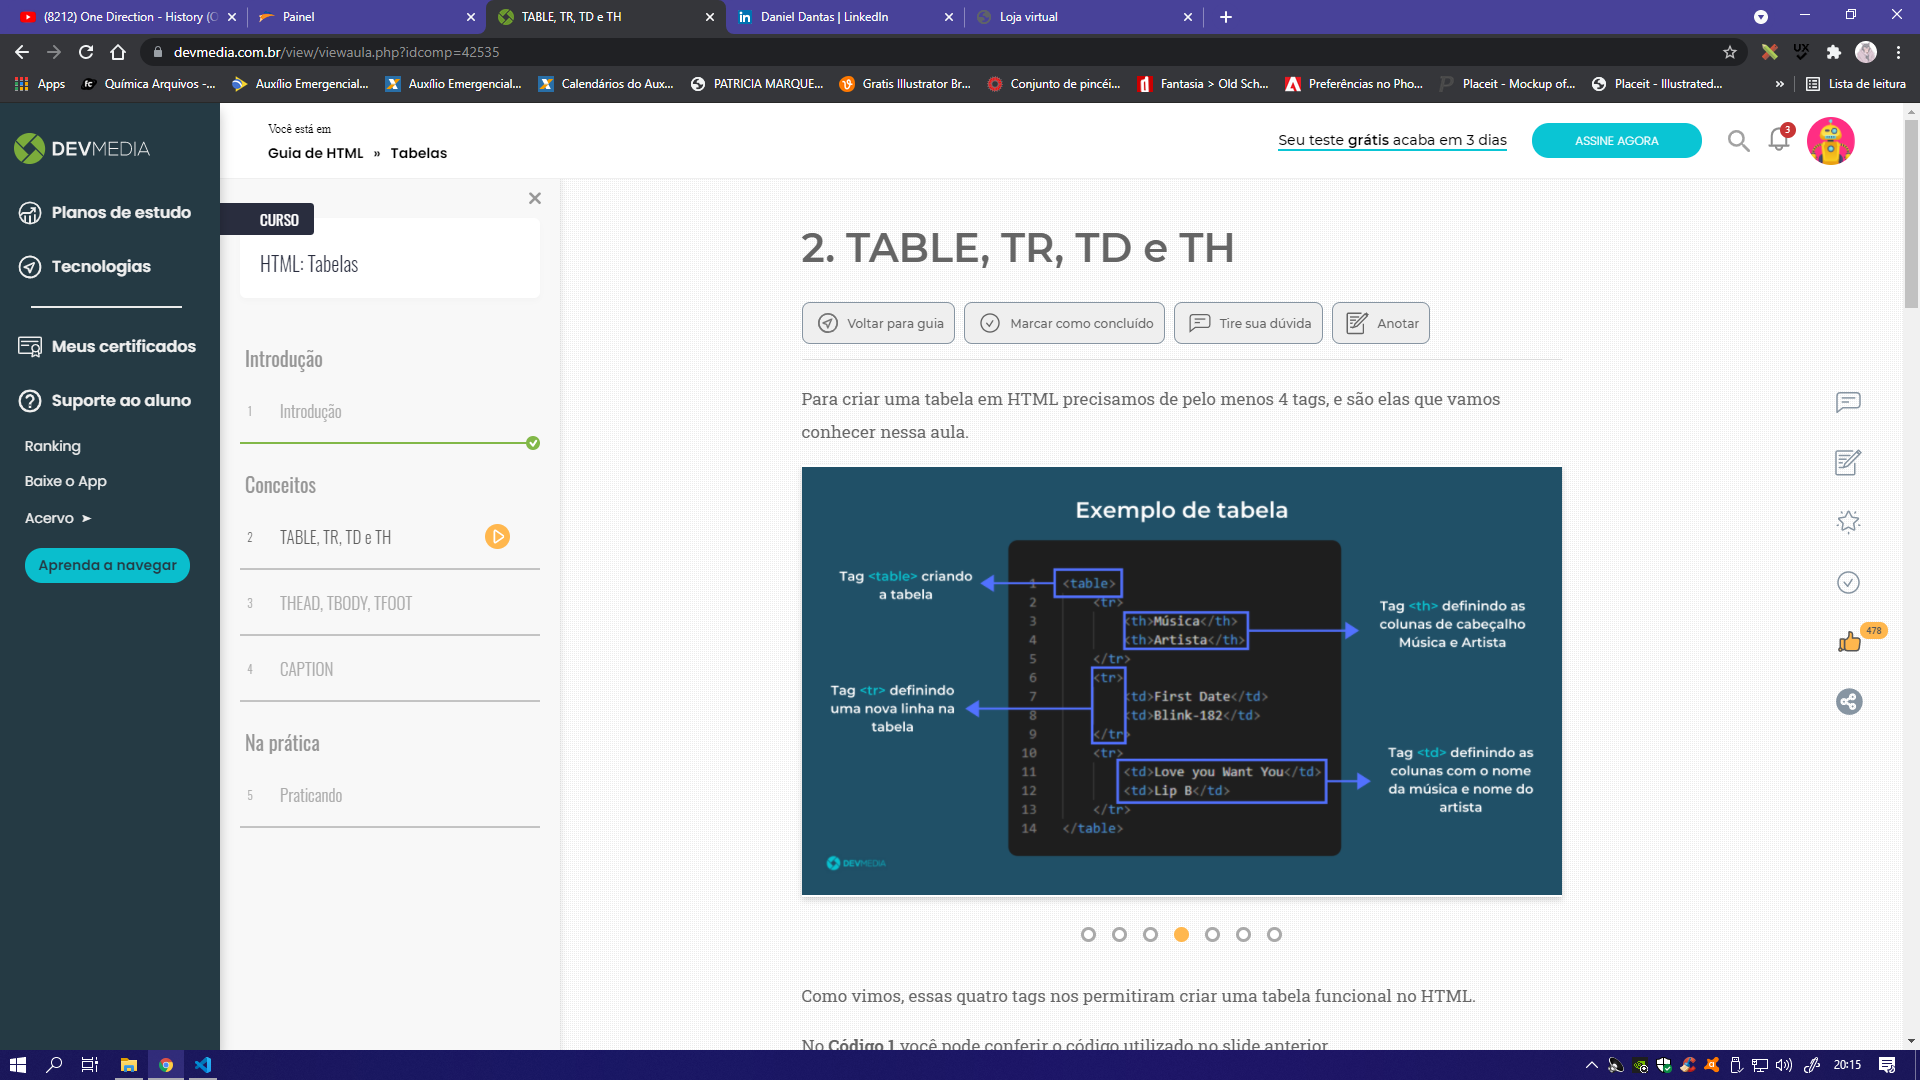 (8212) One Direction - History (O
Painel
TABLE, TR, TD e TH
Daniel Dantas | LinkedIn
Loja virtual
devmedia.com.br/view/viewaula.php?idcomp=42535
Apps
Química Arquivos -...
Auxílio Emergencial...
Auxílio Emergencial...
Calendários do Aux...
PATRICIA MARQUE...
Gratis Illustrator Br...
Conjunto de pincéi...
Fantasia > Old Sch...
Preferências no Pho...
Placeit - Mockup of...
Placeit - Illustrated...
»
Lista de leitura
DEVMEDIA
Planos de estudo
Tecnologias
Meus certificados
Suporte ao aluno
Ranking
Baixe o App
Acervo ➤
Aprenda a navegar
Você está em
Guia de HTML » Tabelas
Seu teste grátis acaba em 3 dias
ASSINE AGORA
3
CURSO
HTML: Tabelas
Introdução
1 Introdução
Conceitos
2 TABLE, TR, TD e TH
3 THEAD, TBODY, TFOOT
4 CAPTION
Na prática
5 Praticando
2. TABLE, TR, TD e TH
Voltar para guia
Marcar como concluído
Tire sua dúvida
Anotar
Para criar uma tabela em HTML precisamos de pelo menos 4 tags, e são elas que vamos
conhecer nessa aula.
Exemplo de tabela
Tag <table> criando
a tabela
Tag <tr> definindo
uma nova linha na
tabela
1 <table>
2 <tr>
3 <th>Música</th>
4 <th>Artista</th>
5 </tr>
6 <tr>
7 <td>First Date</td>
8 <td>Blink-182</td>
9 </tr>
10 <tr>
11 <td>Love you Want You</td>
12 <td>Lip B</td>
13 </tr>
14 </table>
Tag <th> definindo as
colunas de cabeçalho
Música e Artista
Tag <td> definindo as
colunas com o nome
da música e nome do
artista
DEVMEDIA
478
Como vimos, essas quatro tags nos permitiram criar uma tabela funcional no HTML.
No Código 1 você pode conferir o código utilizado no slide anterior
20:15